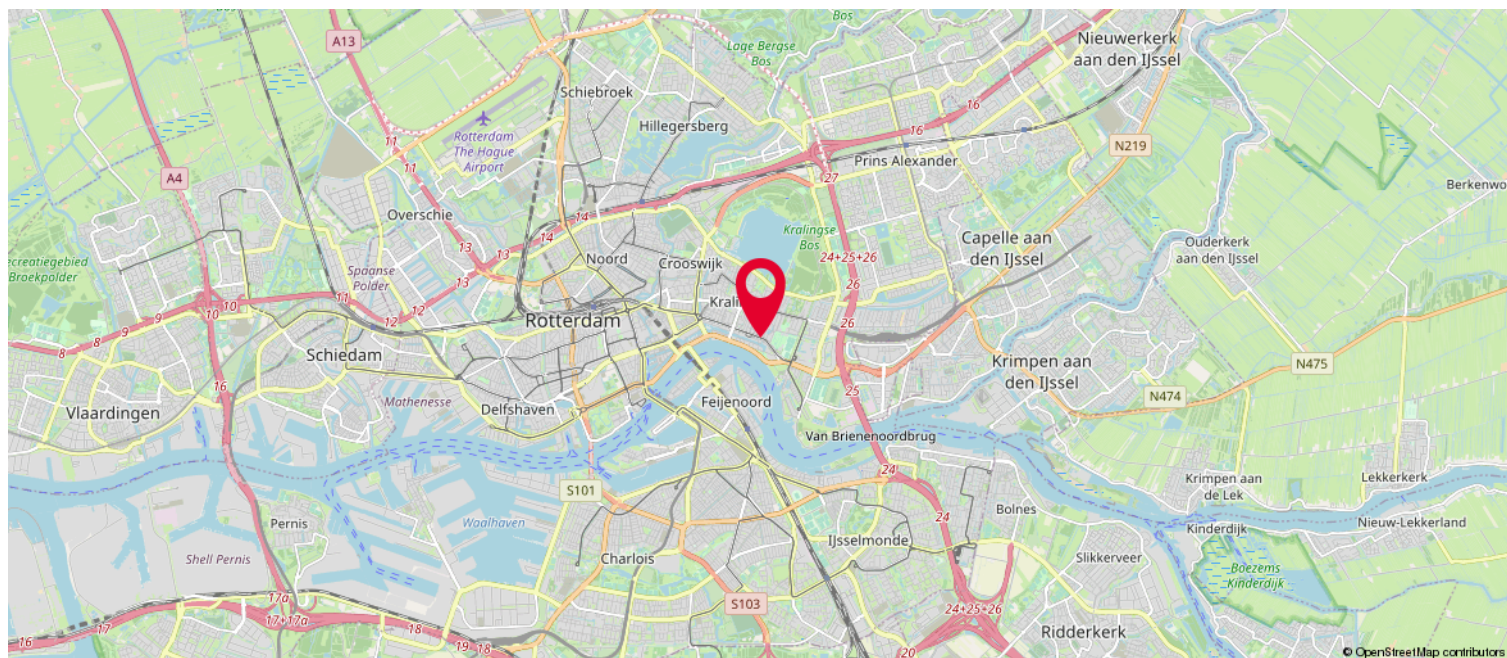 A13
Lage Bergse
Bos
Bos
Nieuwerkerk
aan den IJssel
Schiebroek
Hillegersberg
16
16
11
11
Rotterdam
The Hague
Airport
N219
Prins Alexander
27
A4
Berkenwo
Overschie
14
14
13
13
Kralingse
Bos
Capelle aan
den IJssel
Ouderkerk
aan den IJssel
ecreatiegebied
Broekpolder
Spaanse
Polder
Noord
Crooswijk
24+25+26
26
26
10
10
9
9
8
8
11
12
12
Rotterdam
Schiedam
16
Krimpen aan
den IJssel
N475
N474
25
Vlaardingen
Mathenesse
Delfshaven
Feijenoord
Van Brienenoordbrug
24
24
S101
Krimpen aan
de Lek
Lekkerkerk
Pernis
Waalhaven
Bolnes
Kinderdijk
Nieuw-Lekkerland
Shell Pernis
Charlois
IJsselmonde
Slikkerveer
Boezems
Kinderdijk
17a
17+17a
16
17
18
18
19
S103
24+25+26
20
Ridderkerk
© OpenStreetMap contributors